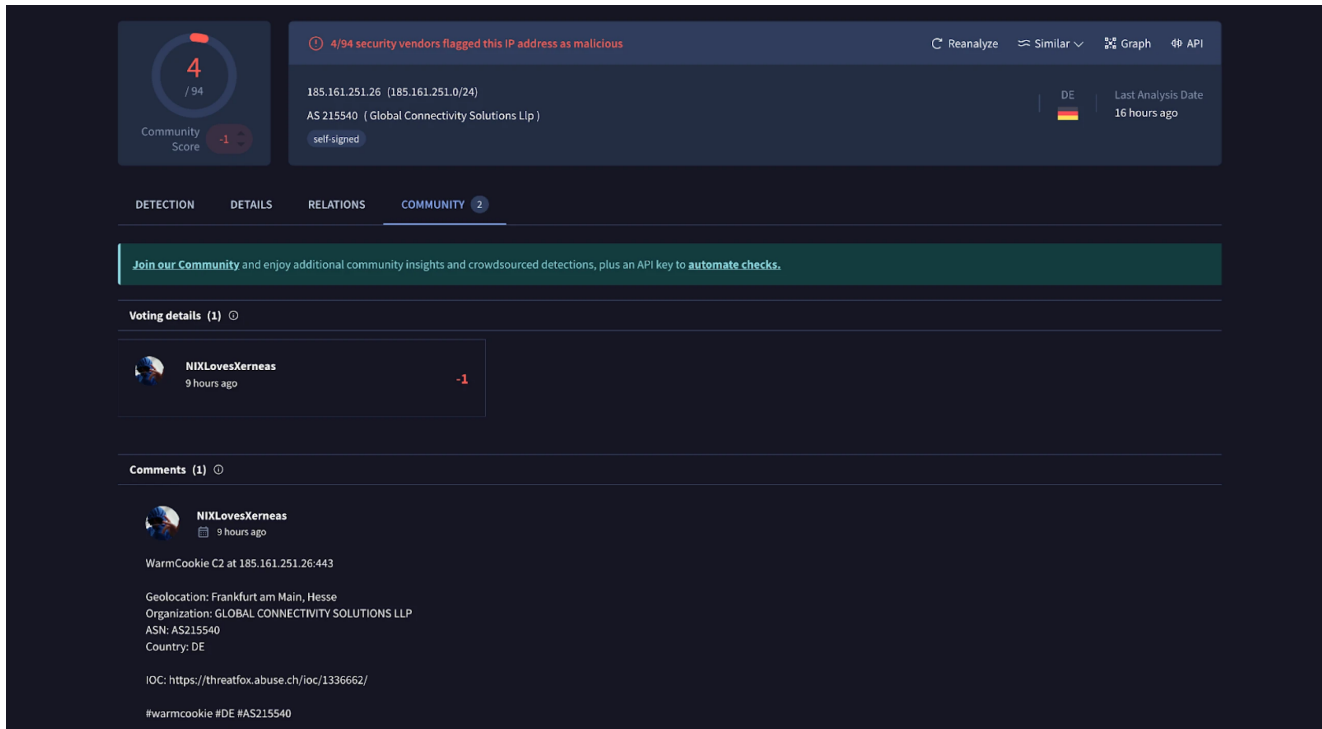 4
/ 94
Community
Score
-1
4/94 security vendors flagged this IP address as malicious
Reanalyze
Similar
Graph
API
185.161.251.26 (185.161.251.0/24)
AS 215540 ( Global Connectivity Solutions Llp )
self-signed
DE
Last Analysis Date
16 hours ago
DETECTION
DETAILS
RELATIONS
COMMUNITY 2
Join our Community and enjoy additional community insights and crowdsourced detections, plus an API key to automate checks.
Voting details (1)
NIXLovesXerneas
9 hours ago
-1
Comments (1)
NIXLovesXerneas
9 hours ago
WarmCookie C2 at 185.161.251.26:443
Geolocation: Frankfurt am Main, Hesse
Organization: GLOBAL CONNECTIVITY SOLUTIONS LLP
ASN: AS215540
Country: DE
IOC: https://threatfox.abuse.ch/ioc/1336662/
#warmcookie #DE #AS215540